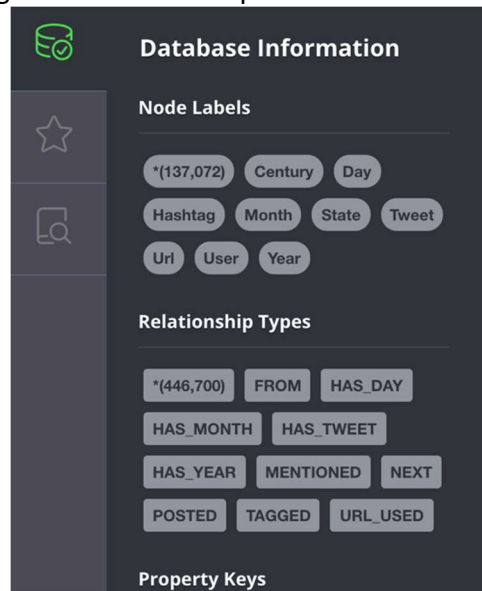 Database Information
Node Labels
*(137,072) Century Day
Hashtag Month State Tweet
Url User Year
Relationship Types
*(446,700) FROM HAS_DAY
HAS_MONTH HAS_TWEET
HAS_YEAR MENTIONED NEXT
POSTED TAGGED URL_USED
Property Keys